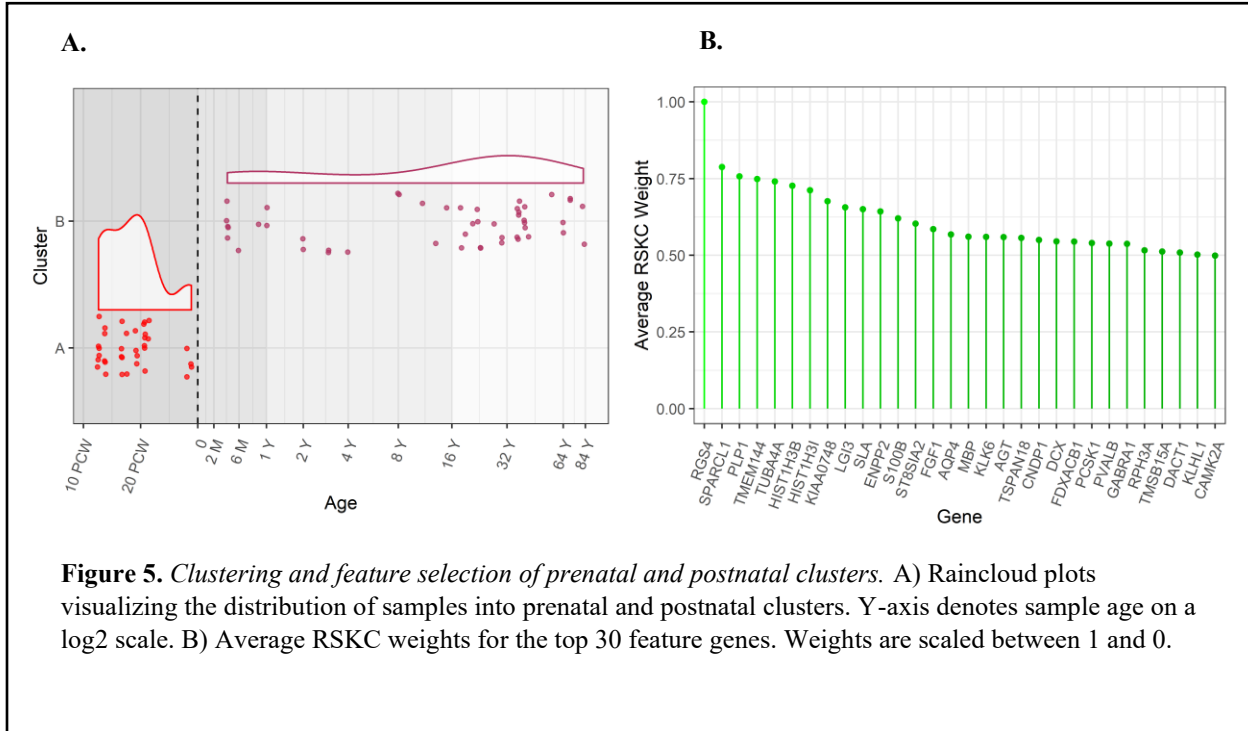 A.
B.
Cluster
B
A
10 PCW
20 PCW
0
2 M
6 M
1 Y
2 Y
4 Y
8 Y
16 Y
32 Y
64 Y
84 Y
Age
Average RSKC Weight
1.00
0.75
0.50
0.25
0.00
RGS4
SPARCL1
PLP1
TMEM144
TUBA4A
HIST1H3B
HIST1H3I
KIAA0748
LGI3
SLA
ENPP2
S100B
ST8SIA2
FGF1
AQP4
MBP
KLK6
AGT
TSPAN18
CNDP1
DCX
FDXACB1
PCSK1
PVALB
GABRA1
RPH3A
TMSB15A
DACT1
KLHL1
CAMK2A
Gene
Figure 5. Clustering and feature selection of prenatal and postnatal clusters. A) Raincloud plots
visualizing the distribution of samples into prenatal and postnatal clusters. Y-axis denotes sample age on a
log2 scale. B) Average RSKC weights for the top 30 feature genes. Weights are scaled between 1 and 0.